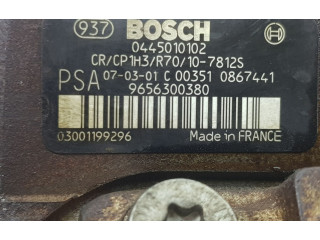 937 BOSCH
0445010102
CR/CP1H3/R70/10-7812S
PSA 07-03-01 C 00351 0867441
9656300380
03001199296 Made in FRANCE